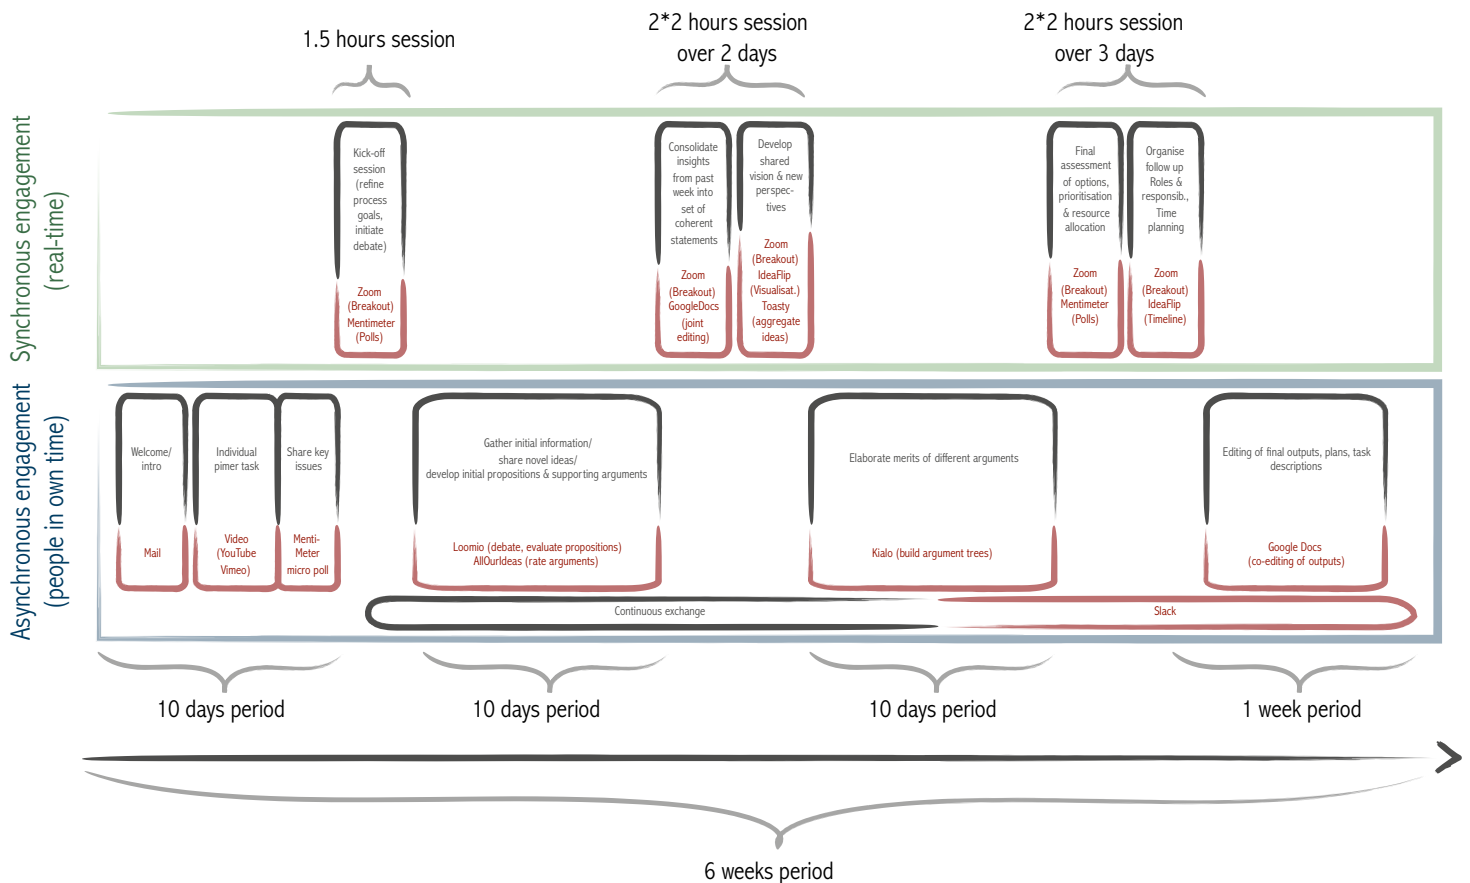 1.5 hours session
2*2 hours session
over 2 days
2*2 hours session
over 3 days
Synchronous engagement
(real-time)
Kick-off
session
(refine
process
goals,
initiate
debate)
Zoom
(Breakout)
Mentimeter
(Polls)
Consolidate
insights
from past
week into
set of
coherent
statements
Zoom
(Breakout)
GoogleDocs
(joint
editing)
Develop
shared
vision & new
perspec-
tives
Zoom
(Breakout)
IdeaFlip
(Visualisat.)
Toasty
(aggregate
ideas)
Final
assessment
of options,
prioritisation
& resource
allocation
Zoom
(Breakout)
Mentimeter
(Polls)
Organise
follow up
Roles &
responsib.,
Time
planning
Zoom
(Breakout)
IdeaFlip
(Timeline)
Asynchronous engagement
(people in own time)
Welcome/
intro
Mail
Individual
pimer task
Video
(YouTube
Vimeo)
Share key
issues
Menti-
Meter
micro poll
Gather initial information/
share novel ideas/
develop initial propositions & supporting arguments
Loomio (debate, evaluate propositions)
AllOurIdeas (rate arguments)
Elaborate merits of different arguments
Kialo (build argument trees)
Editing of final outputs, plans, task
descriptions
Google Docs
(co-editing of outputs)
Continuous exchange
Slack
10 days period
10 days period
10 days period
1 week period
6 weeks period